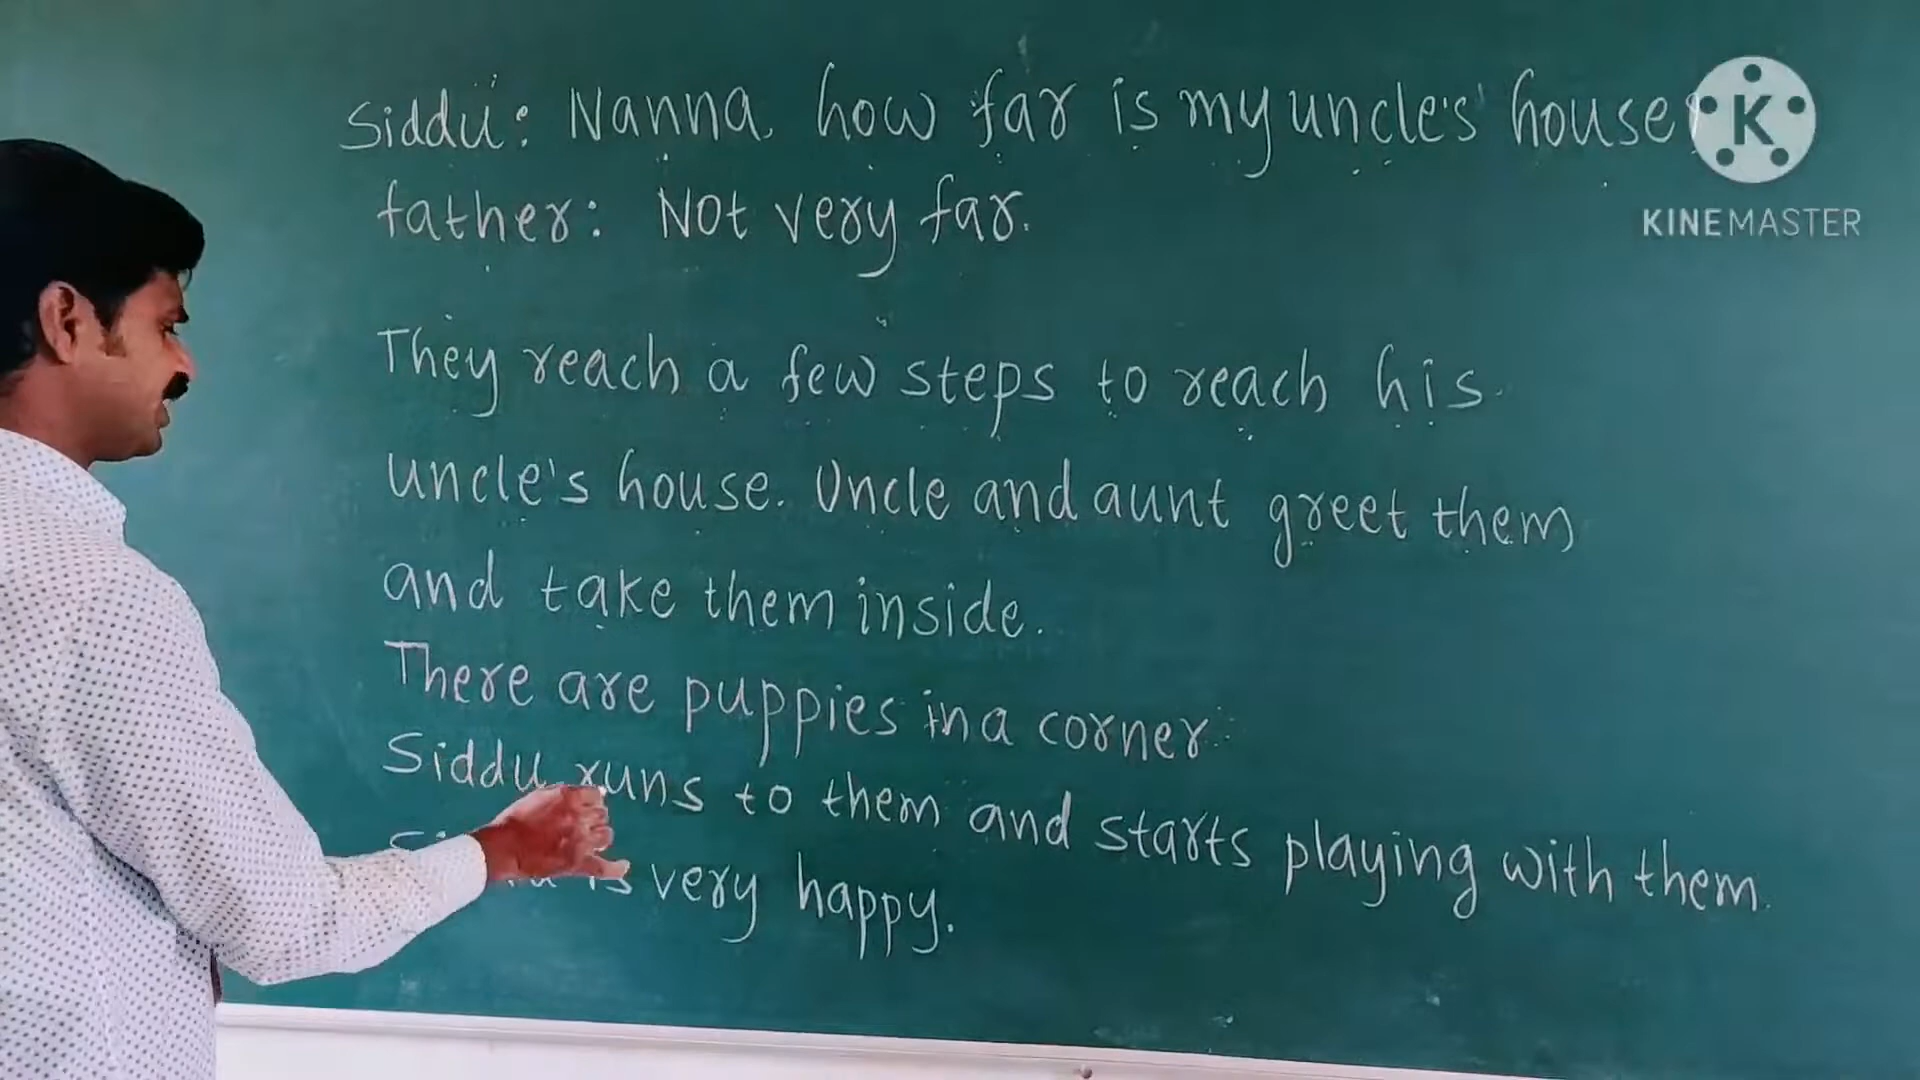 Siddu: Nanna, how far is my uncle's house
father: Not very far.
They reach a few steps to reach his
uncle's house. Uncle and aunt greet them
and take them inside.
There are puppies in a corner
Siddu runs to them and starts playing with them.
is very happy.
KINEMASTER